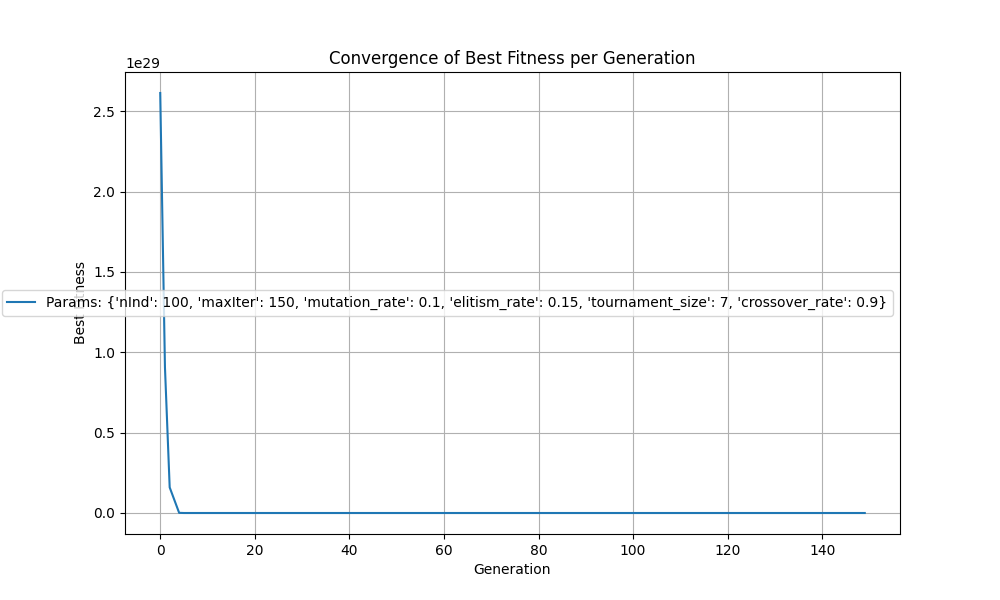 Convergence of Best Fitness per Generation
1e29
2.5
2.0
1.5
1.0
0.5
0.0
Best Fitness
Params: {'nInd': 100, 'maxIter': 150, 'mutation_rate': 0.1, 'elitism_rate': 0.15, 'tournament_size': 7, 'crossover_rate': 0.9}
0 20 40 60 80 100 120 140
Generation